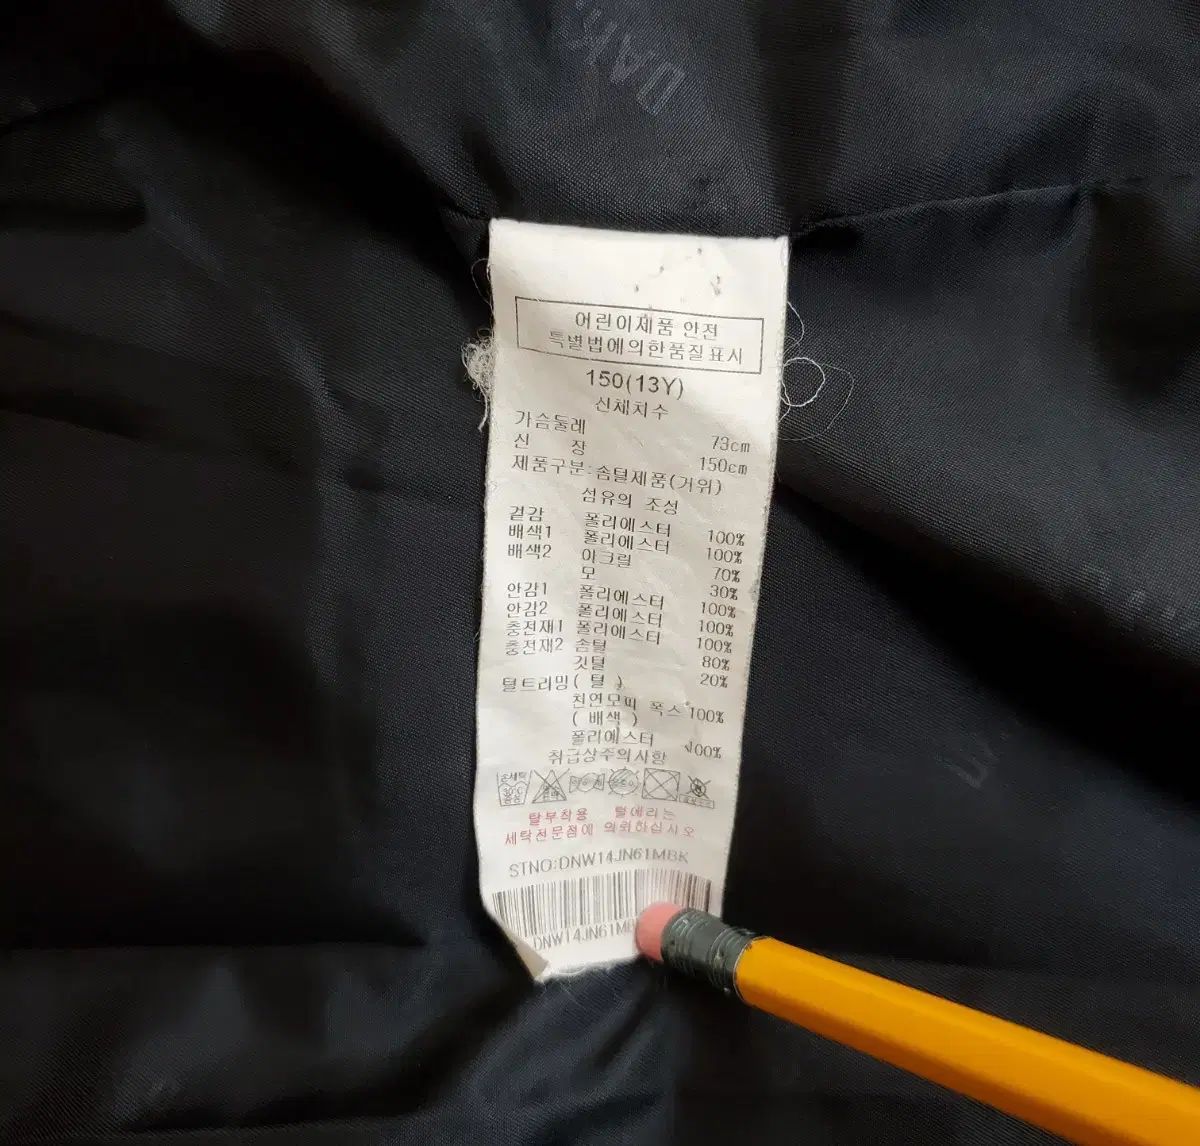 어린이제품 안전
특별법에의한품질표시
150(13Y)
신체치수
가슴둘레 73cm
신 장 150cm
제품구분:솜털제품(거위)
섬유의 조성
겉감 폴리에스터 100%
배색1 폴리에스터 100%
배색2 아크릴 70%
모 30%
안감1 폴리에스터 100%
안감2 폴리에스터 100%
충전재1 폴리에스터 100%
충전재2 솜털 80%
깃털 20%
털트리밍( 털 )
천연모피 폭스 100%
( 배색 )
폴리에스터 100%
취급상주의사항
손세탁
30℃
중성
탈부착용 털에리는
세탁전문점에 의뢰하십시오
STNO:DNW14JN61MBK
DNW14JN61MB